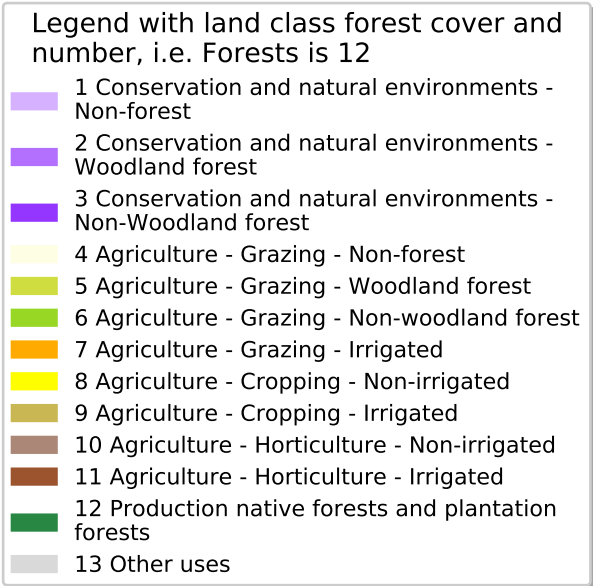 Legend with land class forest cover and
number, i.e. Forests is 12
1 Conservation and natural environments -
Non-forest
2 Conservation and natural environments -
Woodland forest
3 Conservation and natural environments -
Non-Woodland forest
4 Agriculture - Grazing - Non-forest
5 Agriculture - Grazing - Woodland forest
6 Agriculture - Grazing - Non-woodland forest
7 Agriculture - Grazing - Irrigated
8 Agriculture - Cropping - Non-irrigated
9 Agriculture - Cropping - Irrigated
10 Agriculture - Horticulture - Non-irrigated
11 Agriculture - Horticulture - Irrigated
12 Production native forests and plantation
forests
13 Other uses